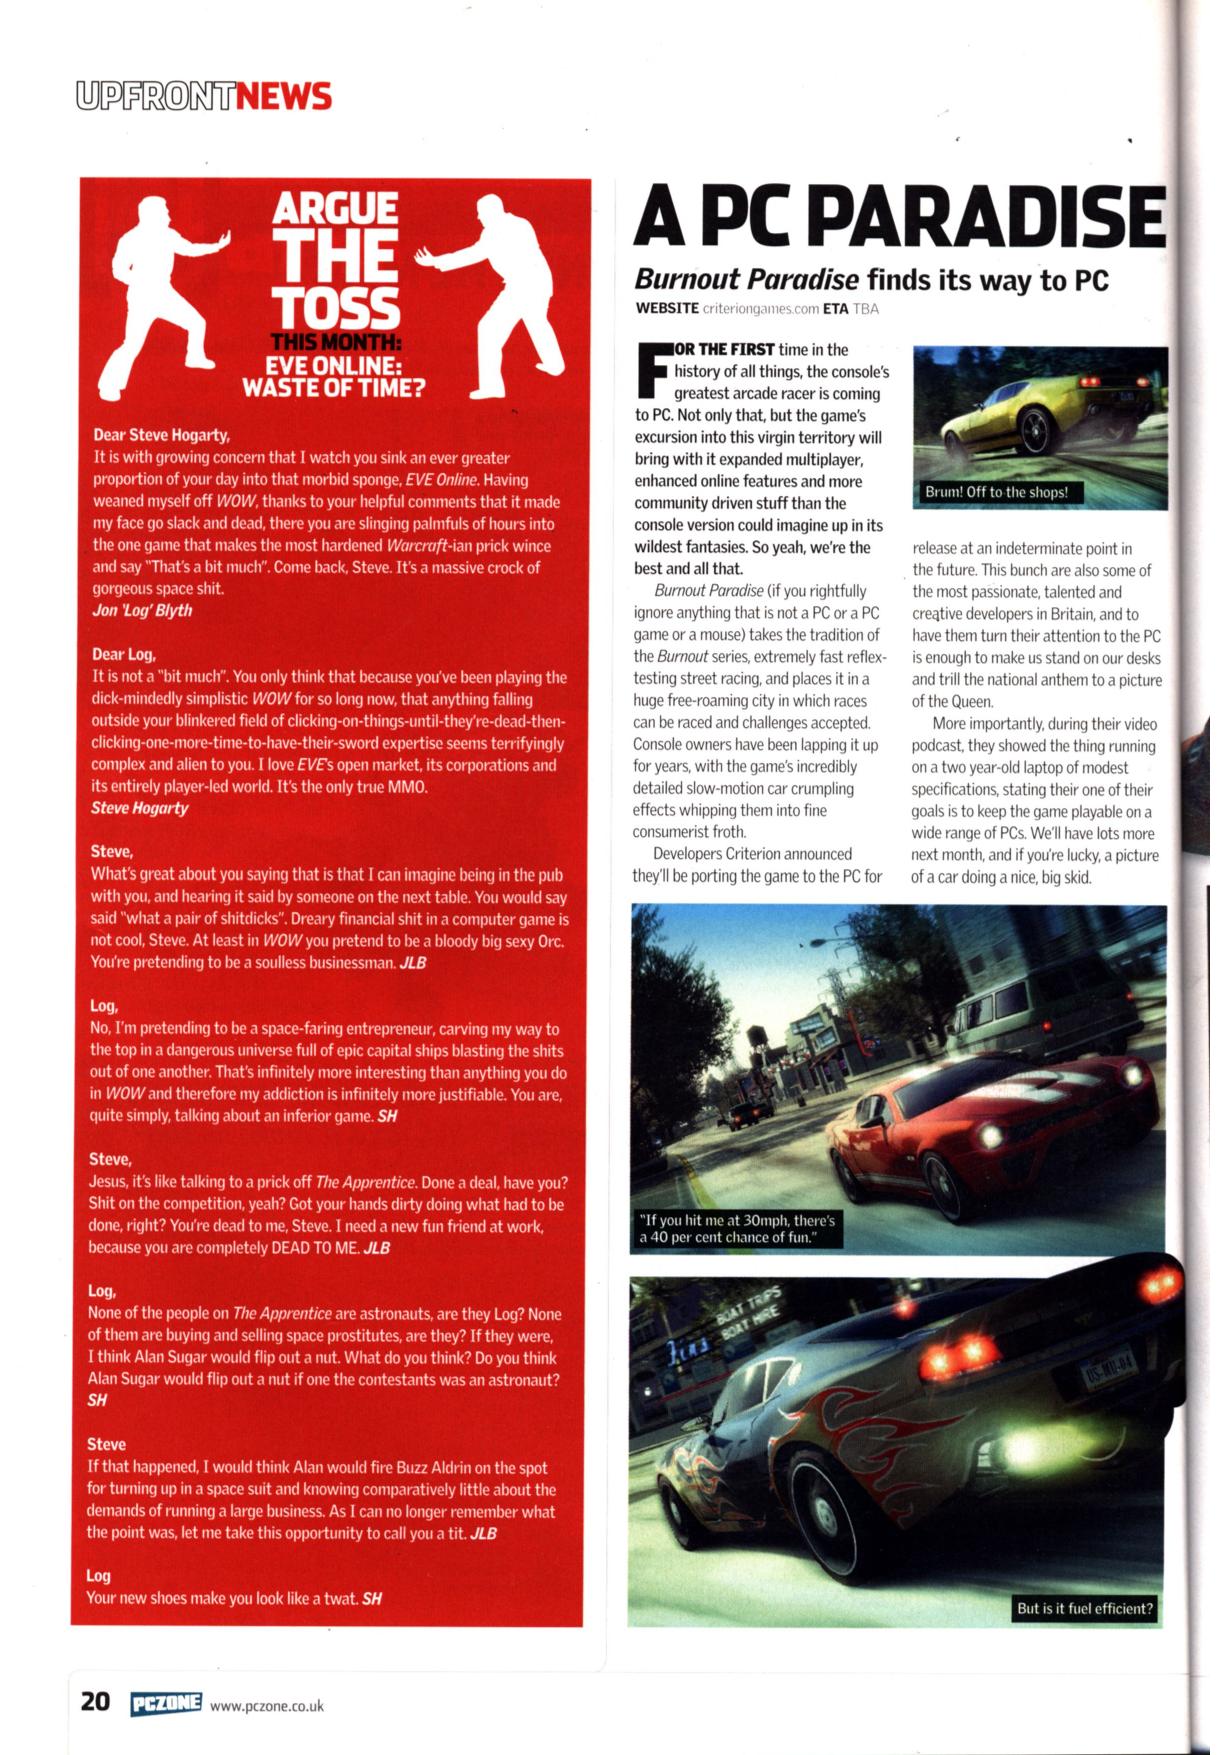 UPFRONTNEWS
ARGUE
THE
TOSS
THIS MONTH:
EVE ONLINE:
WASTE OF TIME?
Dear Steve Hogarty,
It is with growing concern that I watch you sink an ever greater
proportion of your day into that morbid sponge, EVE Online. Having
weaned myself off WOW, thanks to your helpful comments that it made
my face go slack and dead, there you are slinging palmfuls of hours into
the one game that makes the most hardened Warcraft-ian prick wince
and say "That's a bit much". Come back, Steve. It's a massive crock of
gorgeous space shit.
Jon 'Log' Blyth
Dear Log,
It is not a "bit much". You only think that because you've been playing the
dick-mindedly simplistic WOW for so long now, that anything falling
outside your blinkered field of clicking-on-things-until-they're-dead-then-
clicking-one-more-time-to-have-their-sword expertise seems terrifyingly
complex and alien to you. I love EVE's open market, its corporations and
its entirely player-led world. It's the only true MMO.
Steve Hogarty
Steve,
What's great about you saying that is that I can imagine being in the pub
with you, and hearing it said by someone on the next table. You would say
said "what a pair of shitdicks". Dreary financial shit in a computer game is
not cool, Steve. At least in WOW you pretend to be a bloody big sexy Orc.
You're pretending to be a soulless businessman. JLB
Log,
No, I'm pretending to be a space-faring entrepreneur, carving my way to
the top in a dangerous universe full of epic capital ships blasting the shits
out of one another. That's infinitely more interesting than anything you do
in WOW and therefore my addiction is infinitely more justifiable. You are,
quite simply, talking about an inferior game. SH
Steve,
Jesus, it's like talking to a prick off The Apprentice. Done a deal, have you?
Shit on the competition, yeah? Got your hands dirty doing what had to be
done, right? You're dead to me, Steve. I need a new fun friend at work,
because you are completely DEAD TO ME. JLB
Log,
None of the people on The Apprentice are astronauts, are they Log? None
of them are buying and selling space prostitutes, are they? If they were,
I think Alan Sugar would flip out a nut. What do you think? Do you think
Alan Sugar would flip out a nut if one the contestants was an astronaut?
SH
Steve
If that happened, I would think Alan would fire Buzz Aldrin on the spot
for turning up in a space suit and knowing comparatively little about the
demands of running a large business. As I can no longer remember what
the point was, let me take this opportunity to call you a tit. JLB
Log
Your new shoes make you look like a twat. SH
A PC PARADISE
Burnout Paradise finds its way to PC
WEBSITE criteriongames.com ETA TBA
FOR THE FIRST time in the
history of all things, the console's
greatest arcade racer is coming
to PC. Not only that, but the game's
excursion into this virgin territory will
bring with it expanded multiplayer,
enhanced online features and more
community driven stuff than the
console version could imagine up in its
wildest fantasies. So yeah, we're the
best and all that.
Burnout Paradise (if you rightfully
ignore anything that is not a PC or a PC
game or a mouse) takes the tradition of
the Burnout series, extremely fast reflex-
testing street racing, and places it in a
huge free-roaming city in which races
can be raced and challenges accepted.
Console owners have been lapping it up
for years, with the game's incredibly
detailed slow-motion car crumpling
effects whipping them into fine
consumerist froth.
Developers Criterion announced
they'll be porting the game to the PC for
Brum! Off to the shops!
release at an indeterminate point in
the future. This bunch are also some of
the most passionate, talented and
creative developers in Britain, and to
have them turn their attention to the PC
is enough to make us stand on our desks
and trill the national anthem to a picture
of the Queen.
More importantly, during their video
podcast, they showed the thing running
on a two year-old laptop of modest
specifications, stating their one of their
goals is to keep the game playable on a
wide range of PCs. We'll have lots more
next month, and if you're lucky, a picture
of a car doing a nice, big skid.
"If you hit me at 30mph, there's
a 40 per cent chance of fun."
BOAT TRIPS
BOAT HIRE
US-MU-04
But is it fuel efficient?
20 PCZONE www.pczone.co.uk